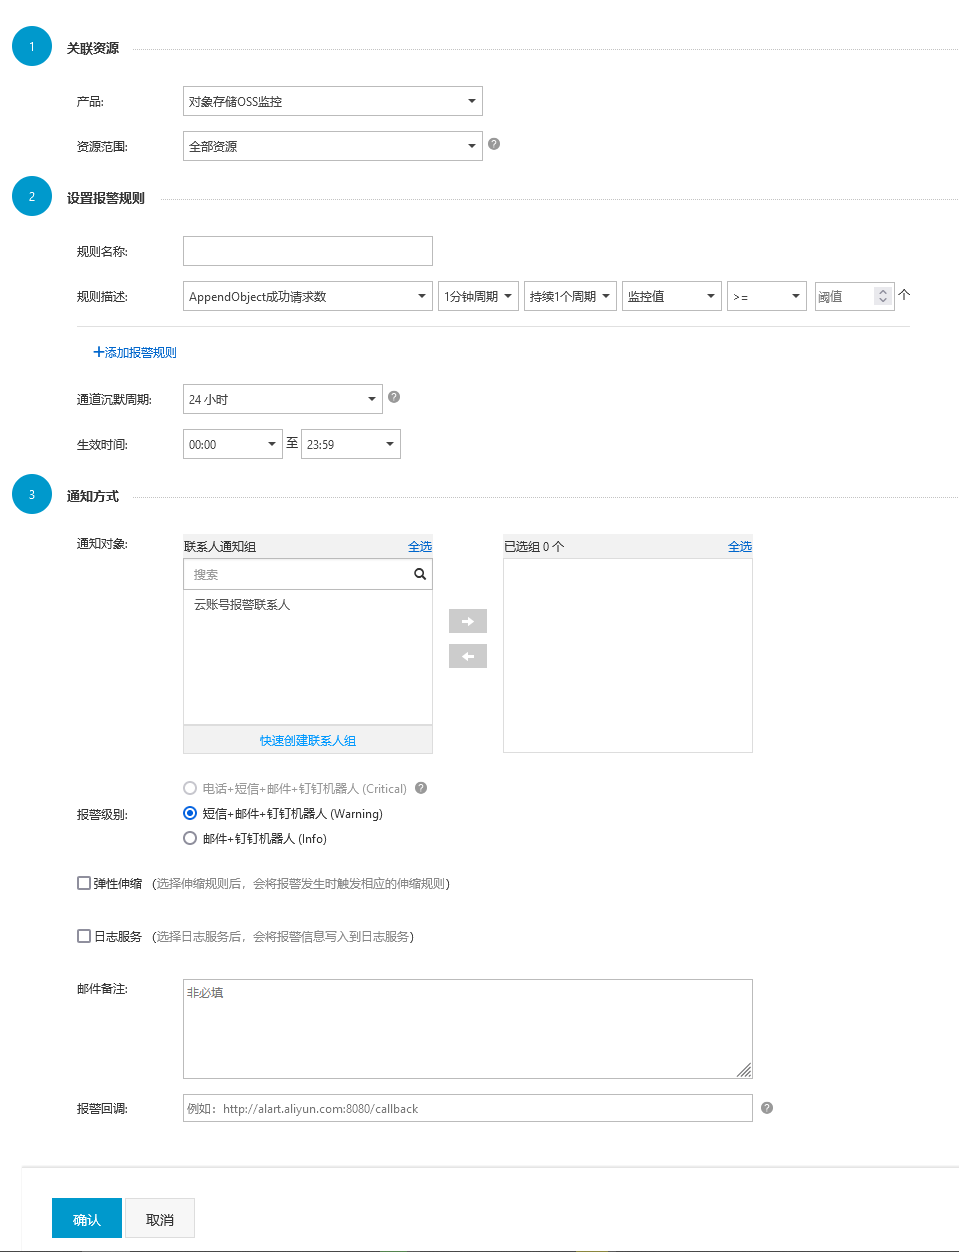 1 关联资源
产品: 对象存储OSS监控
资源范围: 全部资源 ?
2 设置报警规则
规则名称:
规则描述: AppendObject成功请求数 1分钟周期 持续1个周期 监控值 >= 阈值 个
+添加报警规则
通道沉默周期: 24 小时 ?
生效时间: 00:00 至 23:59
3 通知方式
通知对象: 联系人通知组 全选 已选组 0 个 全选
搜索
云账号报警联系人
快速创建联系人组
电话+短信+邮件+钉钉机器人 (Critical) ?
报警级别: 短信+邮件+钉钉机器人 (Warning)
邮件+钉钉机器人 (Info)
弹性伸缩 (选择伸缩规则后，会将报警发生时触发相应的伸缩规则)
日志服务 (选择日志服务后，会将报警信息写入到日志服务)
邮件备注: 非必填
报警回调: 例如：http://alart.aliyun.com:8080/callback ?
确认 取消